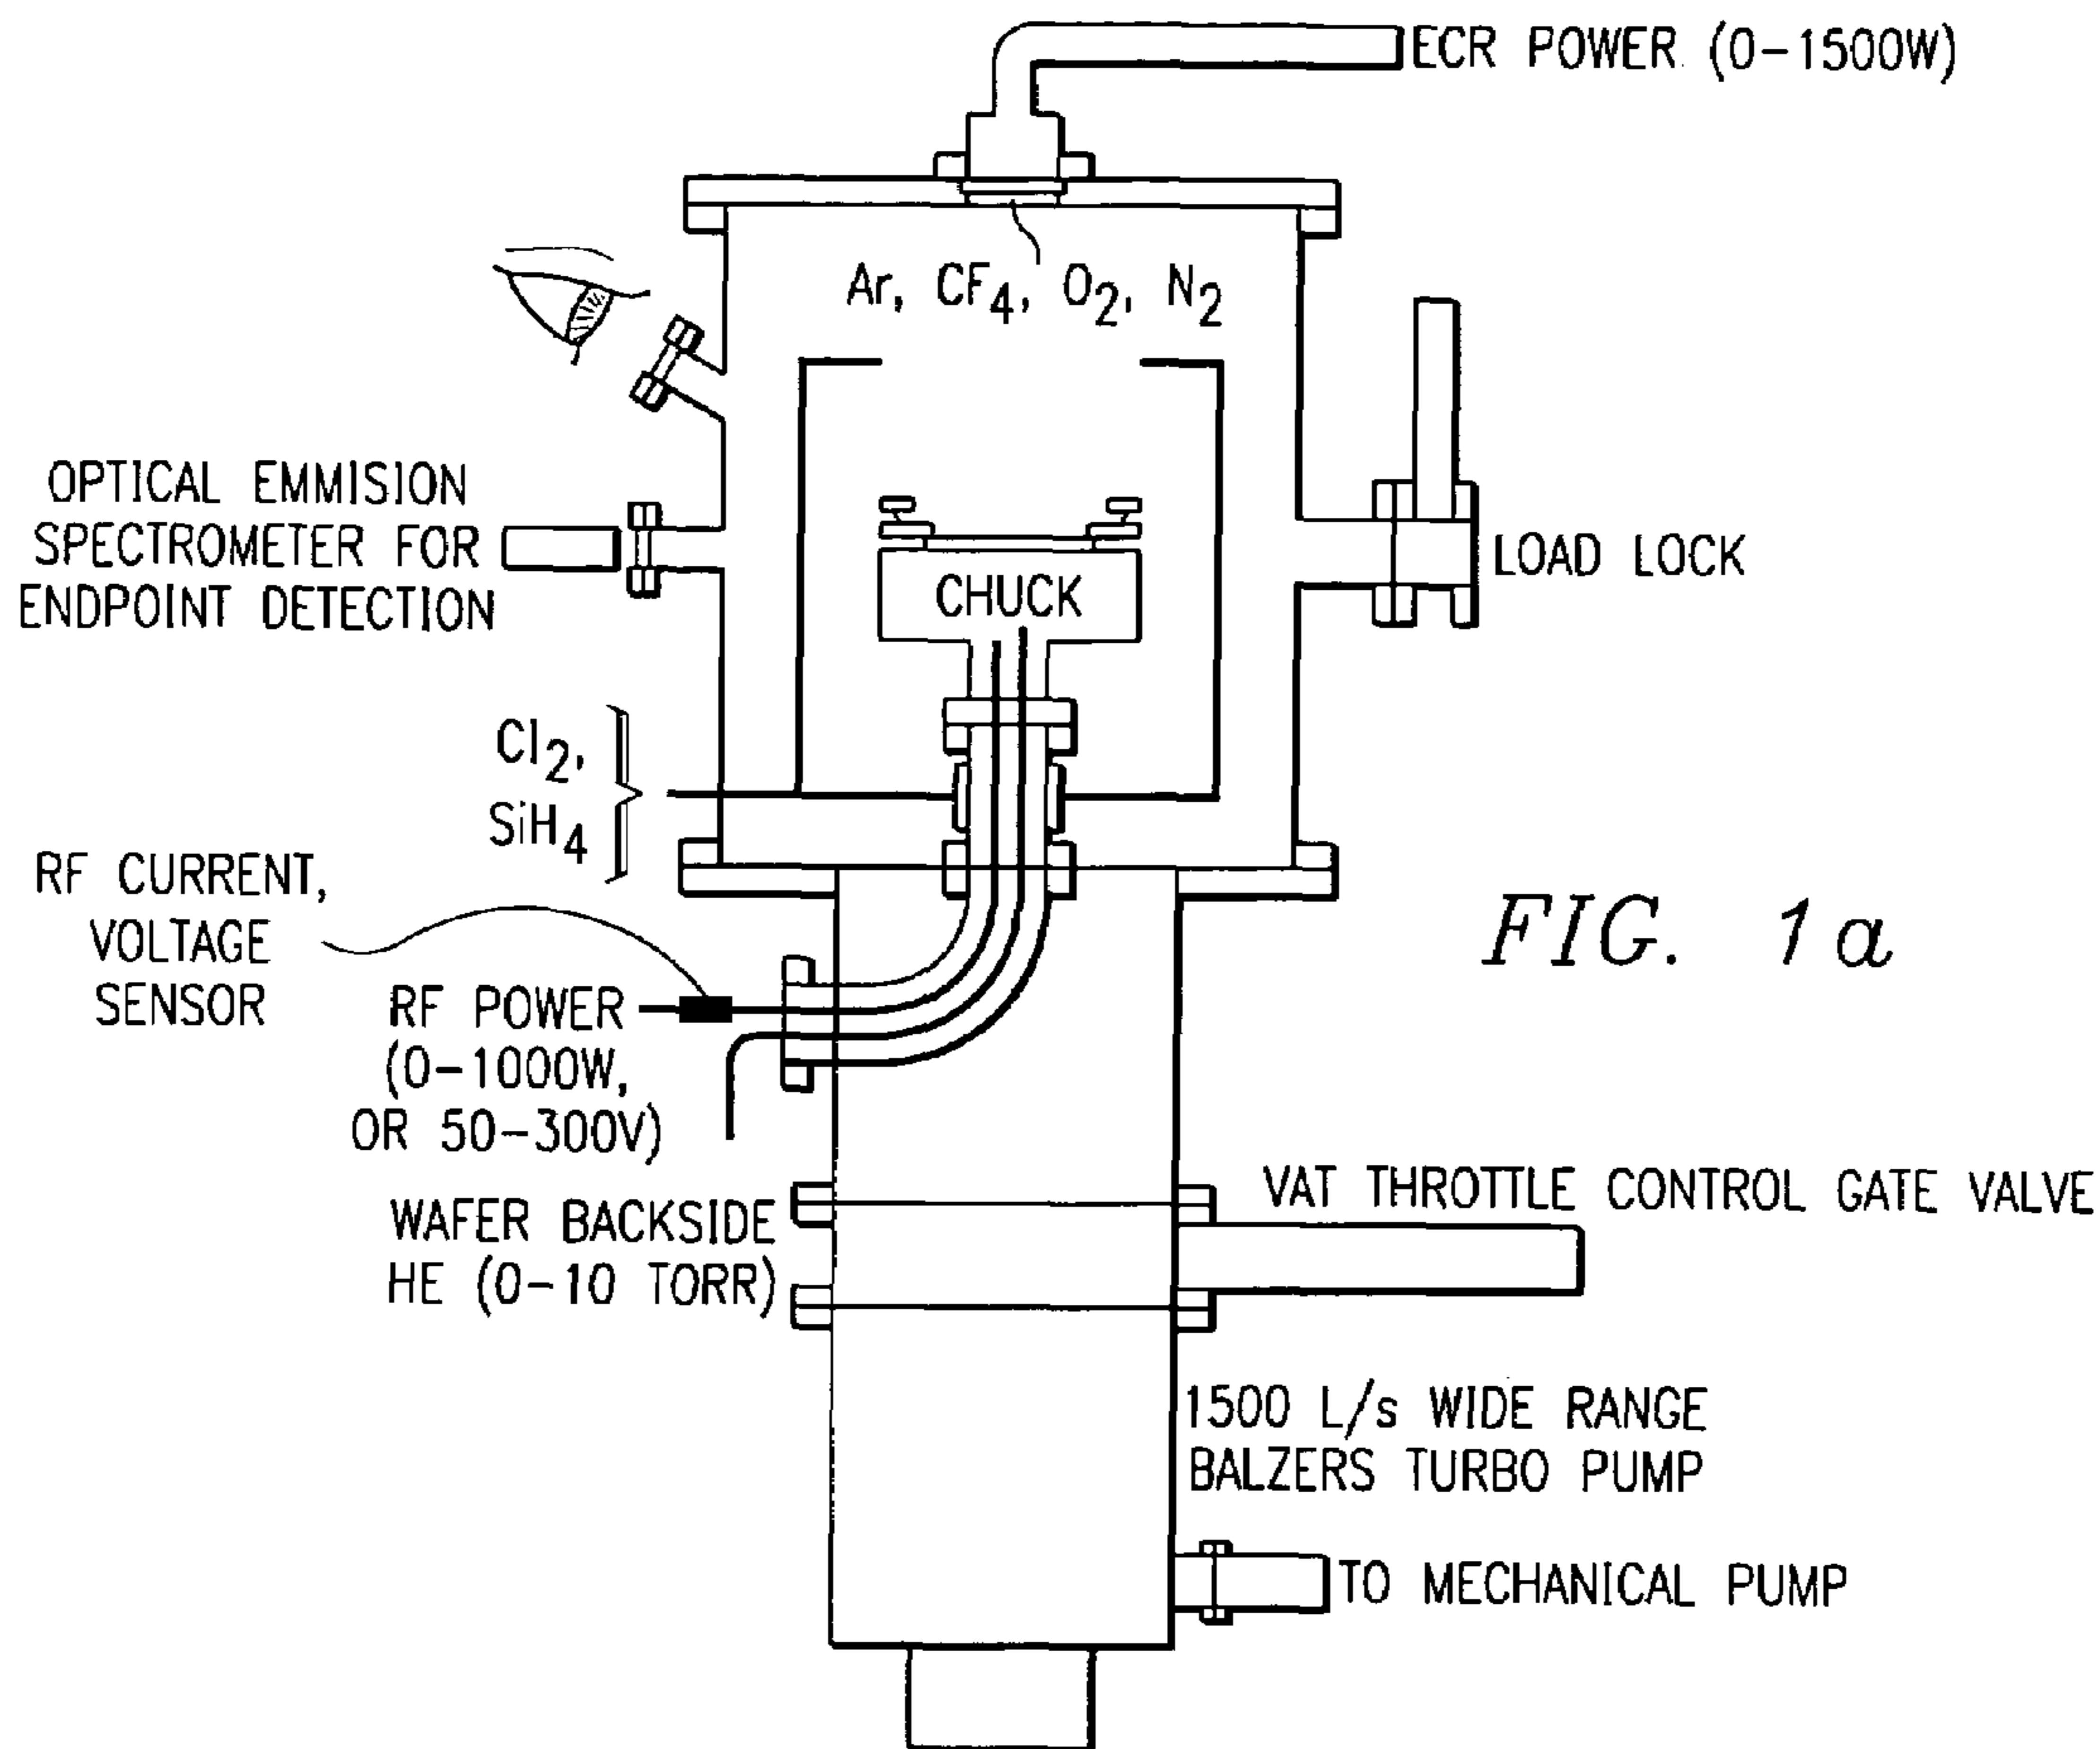 ECR POWER (0-1500W)
Ar, CF4, O2, N2
OPTICAL EMMISION
SPECTROMETER FOR
ENDPOINT DETECTION
CHUCK
LOAD LOCK
Cl2,
SiH4
RF CURRENT,
VOLTAGE
SENSOR
FIG. 1a
RF POWER
(0-1000W,
OR 50-300V)
WAFER BACKSIDE
HE (0-10 TORR)
VAT THROTTLE CONTROL GATE VALVE
1500 L/s WIDE RANGE
BALZERS TURBO PUMP
TO MECHANICAL PUMP